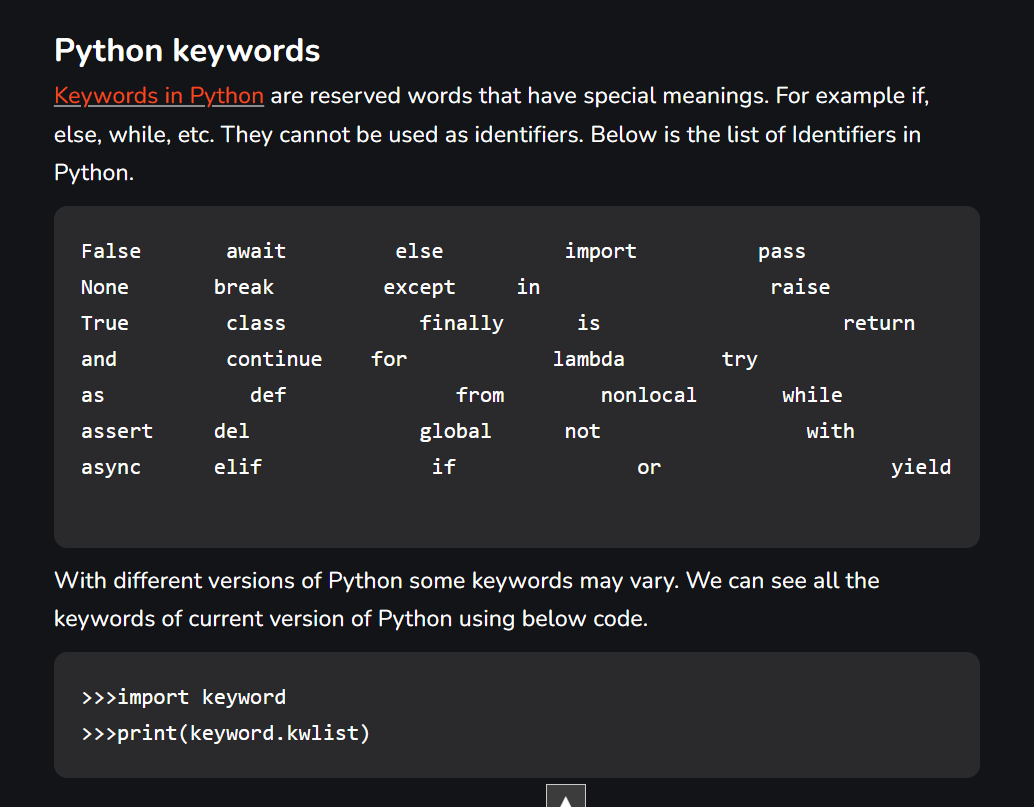 Python keywords
Keywords in Python are reserved words that have special meanings. For example if,
else, while, etc. They cannot be used as identifiers. Below is the list of Identifiers in
Python.
False await else import pass
None break except in raise
True class finally is return
and continue for lambda try
as def from nonlocal while
assert del global not with
async elif if or yield
With different versions of Python some keywords may vary. We can see all the
keywords of current version of Python using below code.
>>>import keyword
>>>print(keyword.kwlist)